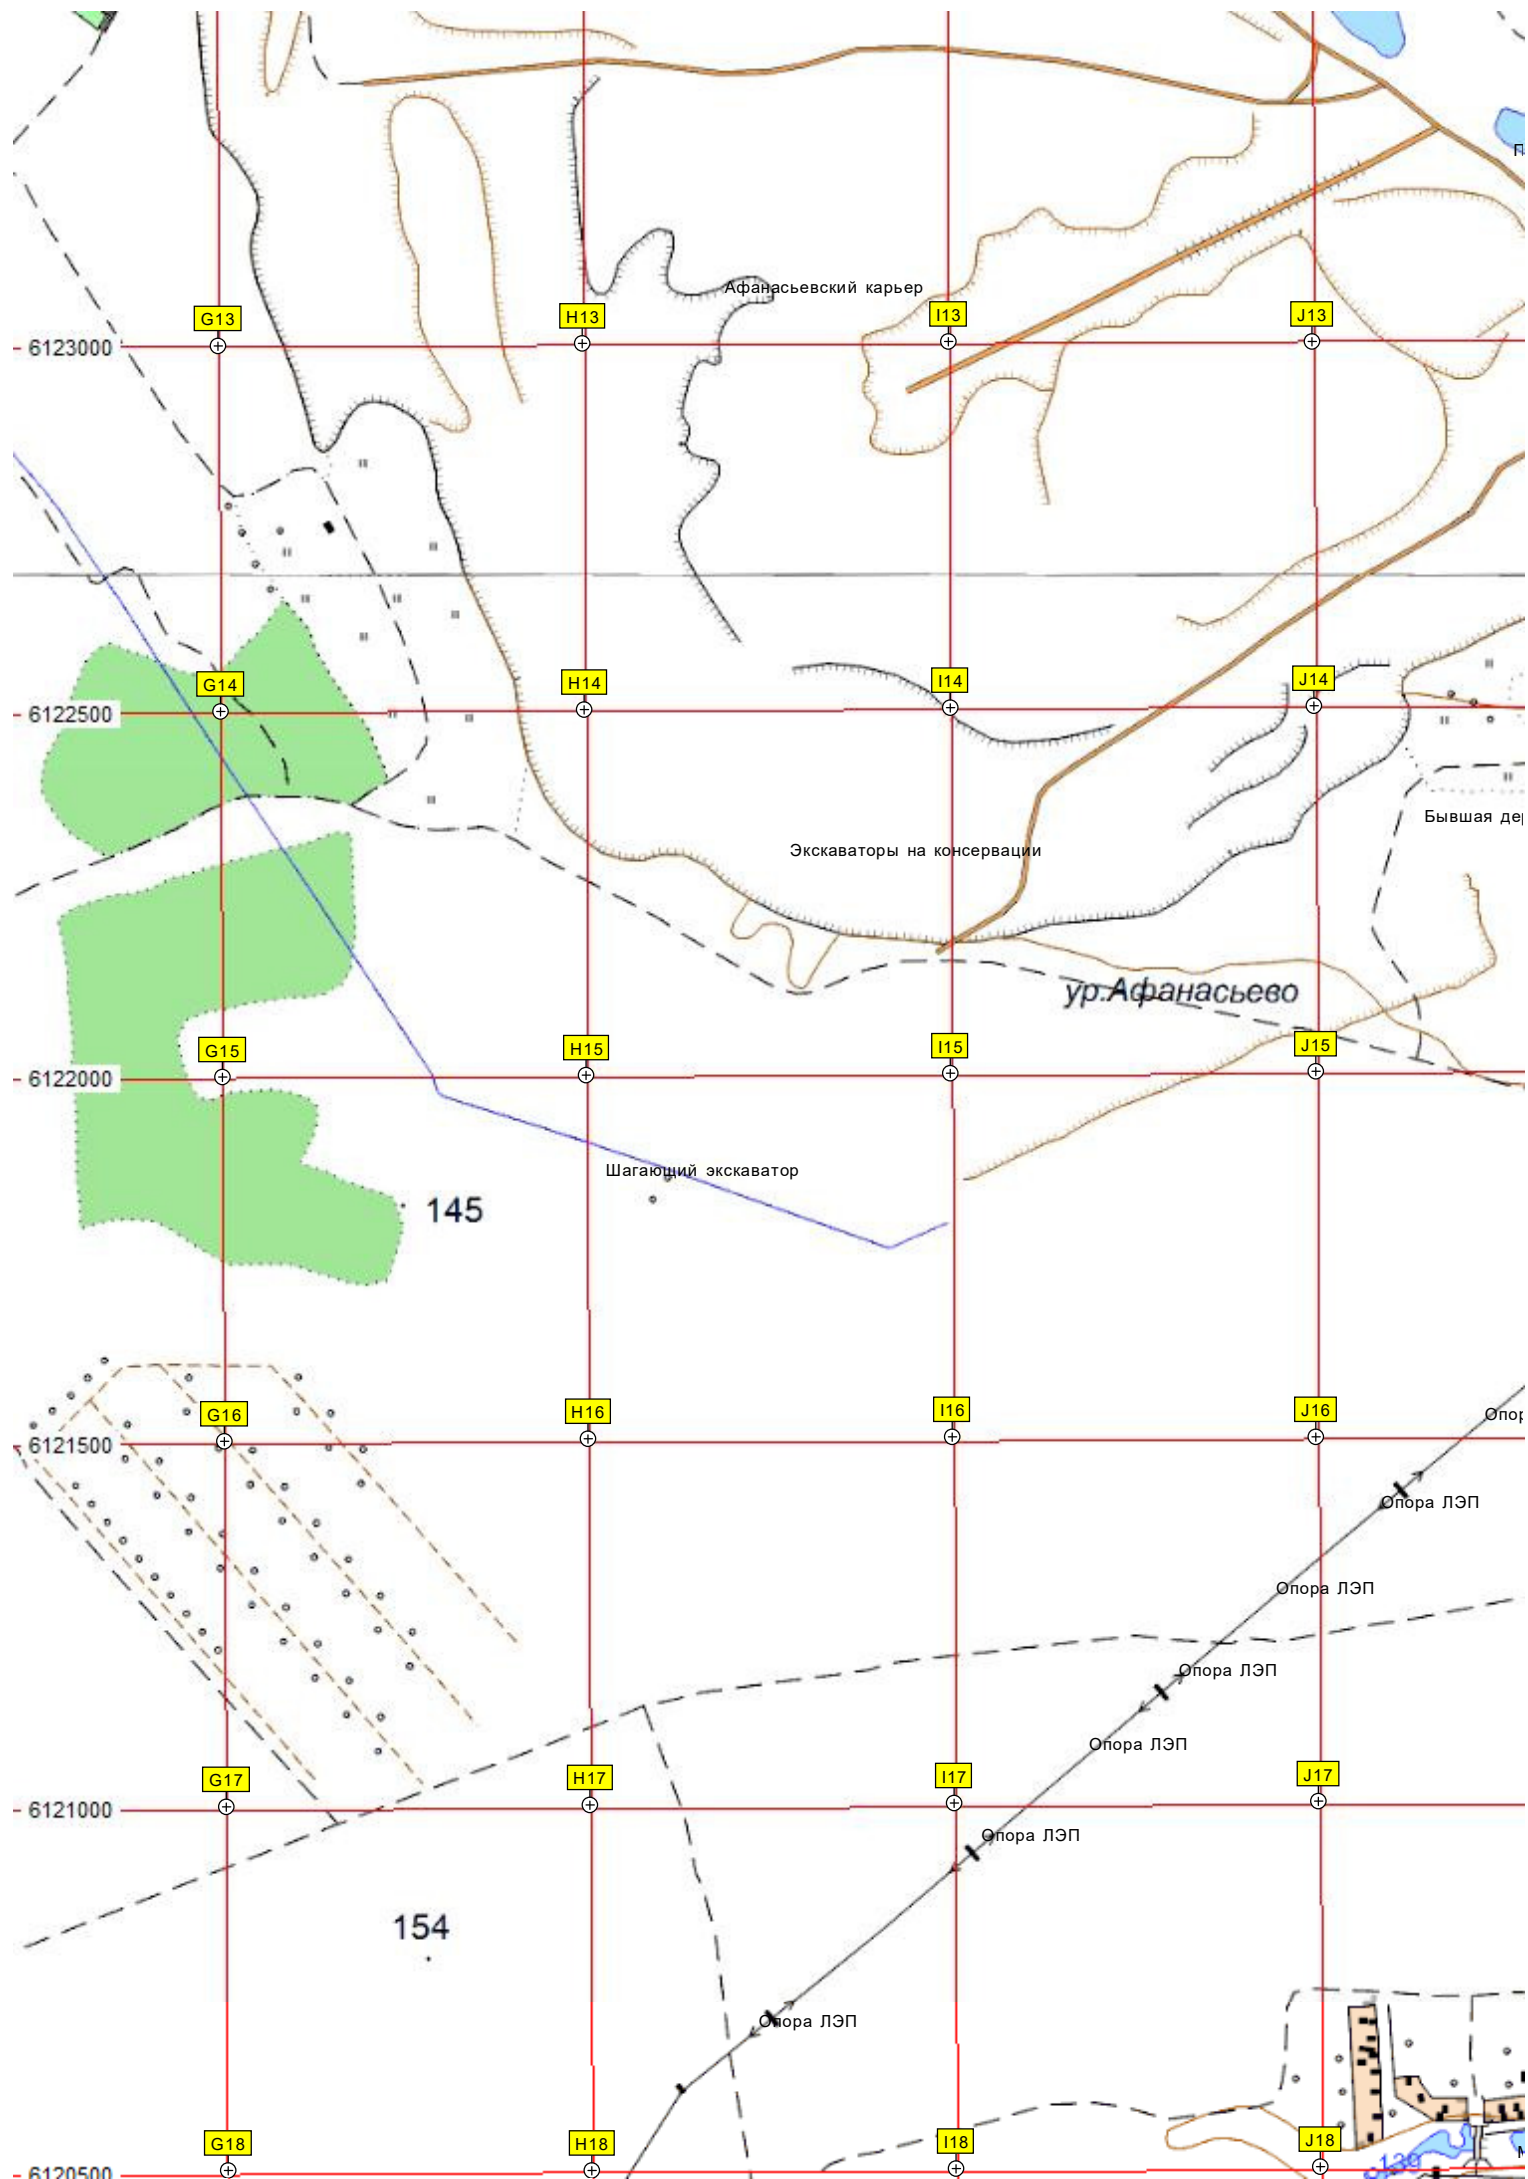 Афанасьевский карьер
G13
H13
I13
J13
6123000
G14
H14
I14
J14
6122500
Экскаваторы на консервации
ур.Афанасьево
G15
H15
I15
J15
6122000
Шагающий экскаватор
145
G16
H16
I16
J16
6121500
Опора ЛЭП
Опора ЛЭП
Опора ЛЭП
Опора ЛЭП
G17
H17
I17
J17
6121000
Опора ЛЭП
154
Опора ЛЭП
G18
H18
I18
J18
6120500